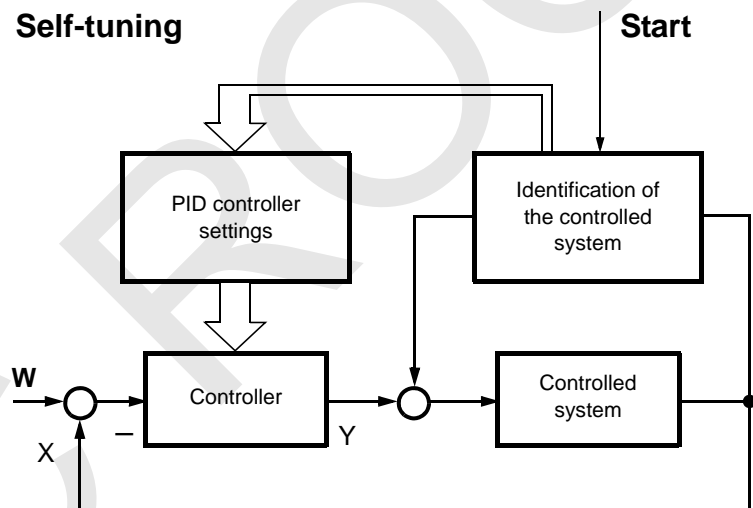 Self-tuning
Start
PID controller
settings
Identification of
the controlled
system
W
Controller
Controlled
system
X
–
Y